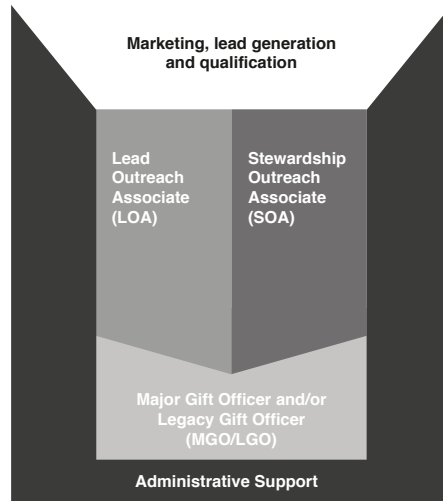 Marketing, lead generation
and qualification
Lead
Outreach
Associate
(LOA)
Stewardship
Outreach
Associate
(SOA)
Major Gift Officer and/or
Legacy Gift Officer
(MGO/LGO)
Administrative Support